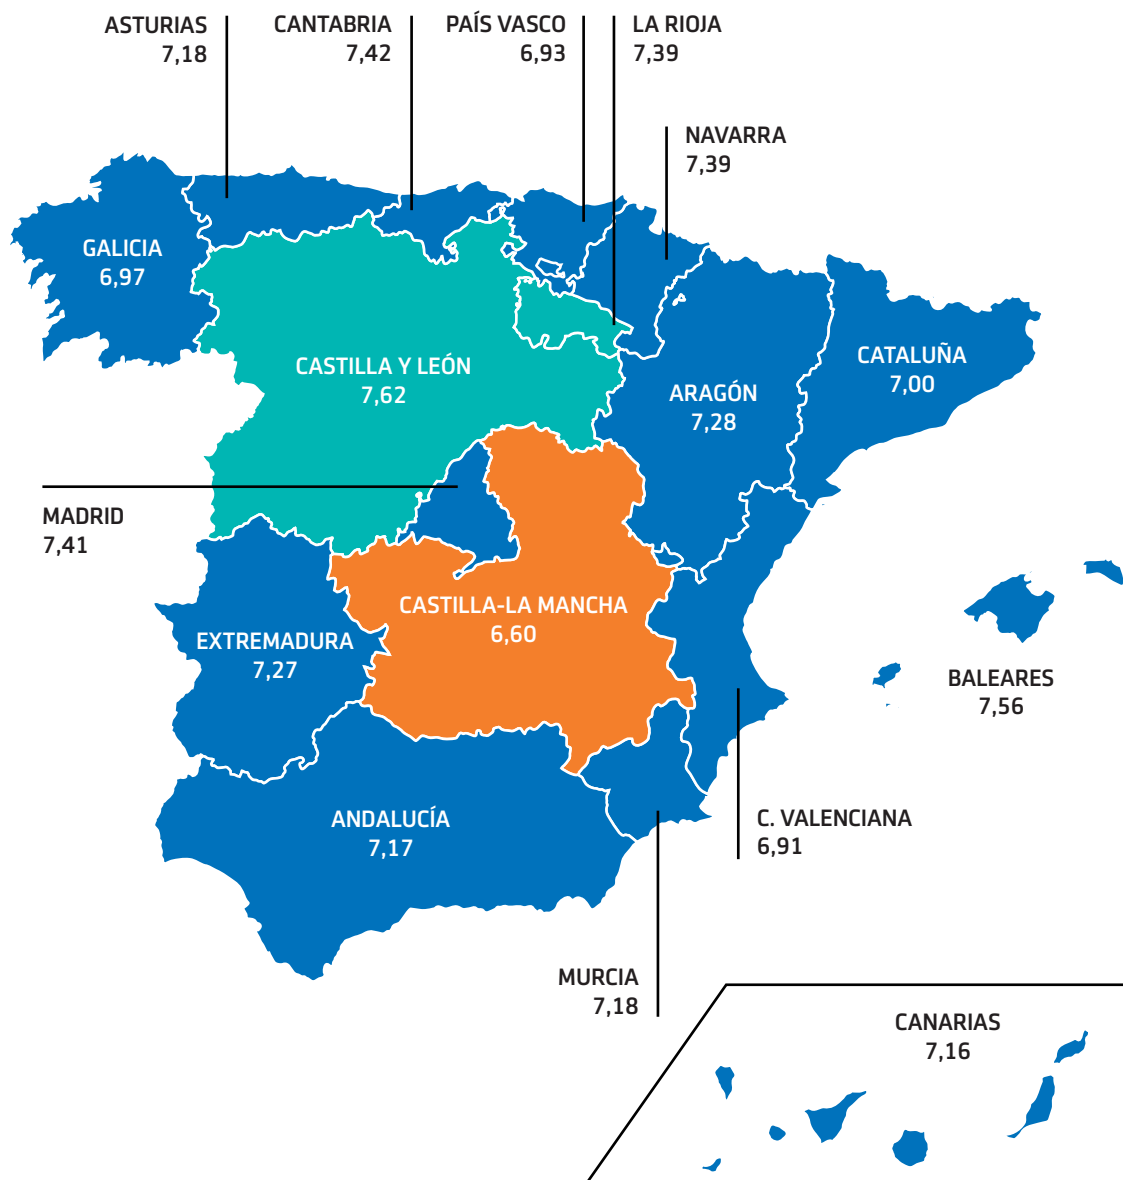 ASTURIAS
7,18
CANTABRIA
7,42
PAÍS VASCO
6,93
LA RIOJA
7,39
NAVARRA
7,39
GALICIA
6,97
CASTILLA Y LEÓN
7,62
ARAGÓN
7,28
CATALUÑA
7,00
MADRID
7,41
CASTILLA-LA MANCHA
6,60
EXTREMADURA
7,27
BALEARES
7,56
ANDALUCÍA
7,17
C. VALENCIANA
6,91
MURCIA
7,18
CANARIAS
7,16